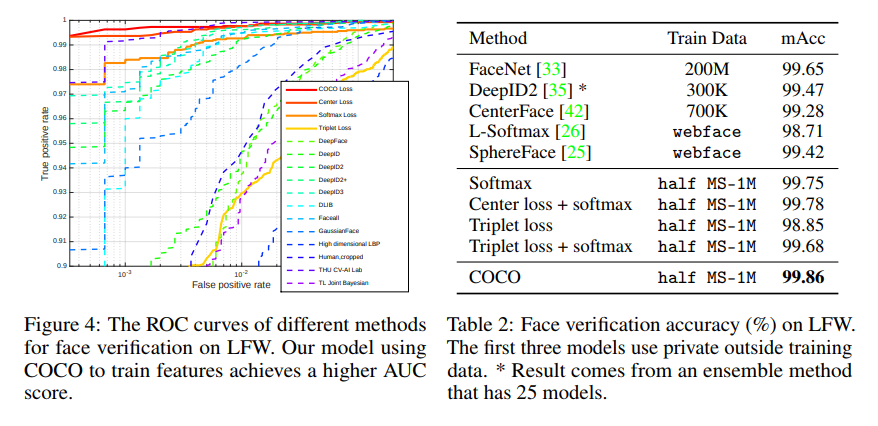 1
0.99
0.98
0.97
0.96
0.95
0.94
0.93
0.92
0.91
0.9
True positive rate
10^-3
10^-2
False positive rate
COCO Loss
Center Loss
Softmax Loss
Triplet Loss
DeepFace
DeepID
DeepID2
DeepID2+
DeepID3
DLIB
Faceall
GaussianFace
High dimensional LBP
Human,cropped
THU CV-AI Lab
TL Joint Bayesian
Figure 4: The ROC curves of different methods
for face verification on LFW. Our model using
COCO to train features achieves a higher AUC
score.
Method Train Data mAcc
FaceNet [33] 200M 99.65
DeepID2 [35] * 300K 99.47
CenterFace [42] 700K 99.28
L-Softmax [26] webface 98.71
SphereFace [25] webface 99.42
Softmax half MS-1M 99.75
Center loss + softmax half MS-1M 99.78
Triplet loss half MS-1M 98.85
Triplet loss + softmax half MS-1M 99.68
COCO half MS-1M 99.86
Table 2: Face verification accuracy (%) on LFW.
The first three models use private outside training
data. * Result comes from an ensemble method
that has 25 models.